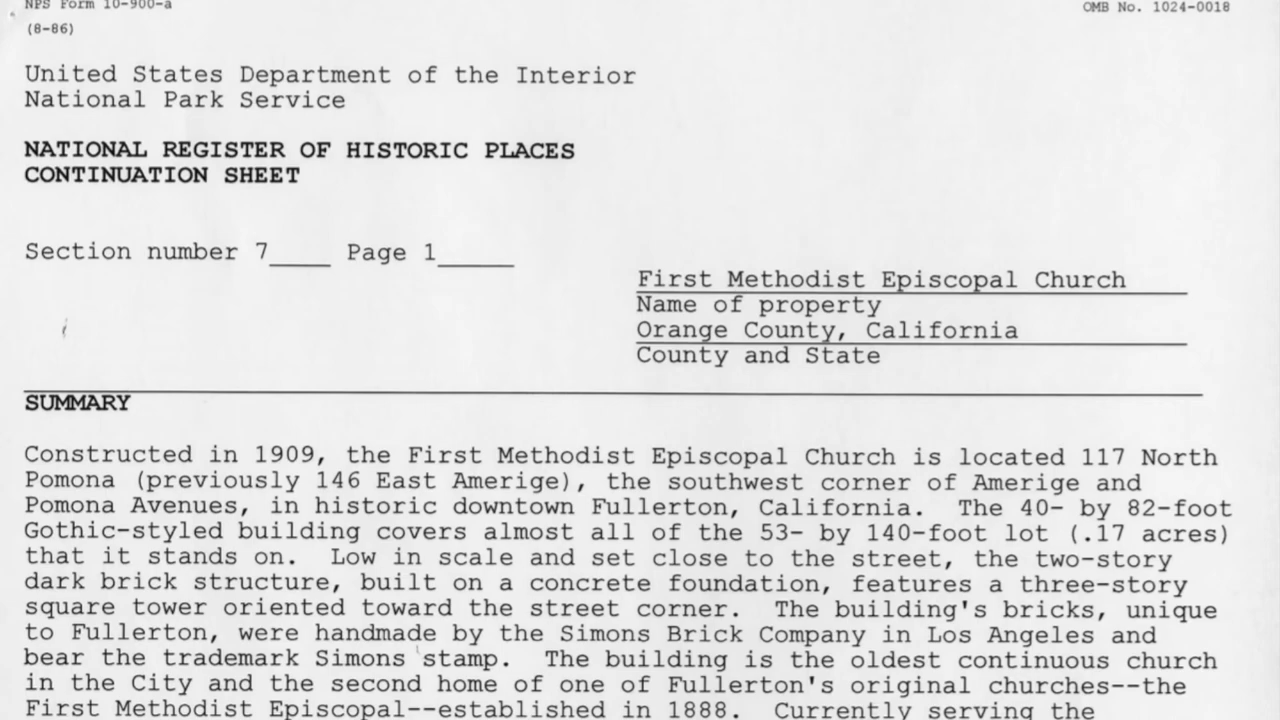 NPS Form 10-900-a
OMB No. 1024-0018
(8-86)
United States Department of the Interior
National Park Service
NATIONAL REGISTER OF HISTORIC PLACES
CONTINUATION SHEET
Section number 7____ Page 1_____
First Methodist Episcopal Church
Name of property
Orange County, California
County and State
SUMMARY
Constructed in 1909, the First Methodist Episcopal Church is located 117 North
Pomona (previously 146 East Amerige), the southwest corner of Amerige and
Pomona Avenues, in historic downtown Fullerton, California.  The 40- by 82-foot
Gothic-styled building covers almost all of the 53- by 140-foot lot (.17 acres)
that it stands on.  Low in scale and set close to the street, the two-story
dark brick structure, built on a concrete foundation, features a three-story
square tower oriented toward the street corner.  The building's bricks, unique
to Fullerton, were handmade by the Simons Brick Company in Los Angeles and
bear the trademark Simons stamp.  The building is the oldest continuous church
in the City and the second home of one of Fullerton's original churches--the
First Methodist Episcopal--established in 1888.  Currently serving the